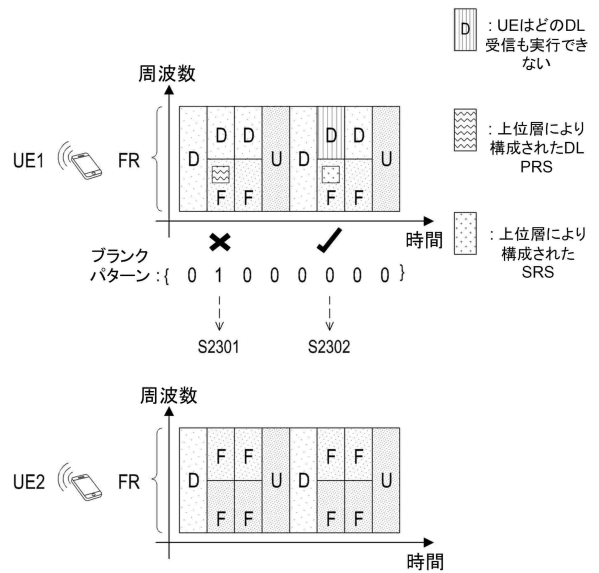 : UEはどのDL
受信も実行でき
ない
D
周波数
UE1
FR
D D D U D D D U
F F F F
時間
: 上位層により
構成されたDL
PRS
: 上位層により
構成された
SRS
ブランク
パターン : { 0 1 0 0 0 0 0 0 }
S2301 S2302
周波数
UE2
FR
D F F U D F F U
F F F F
時間